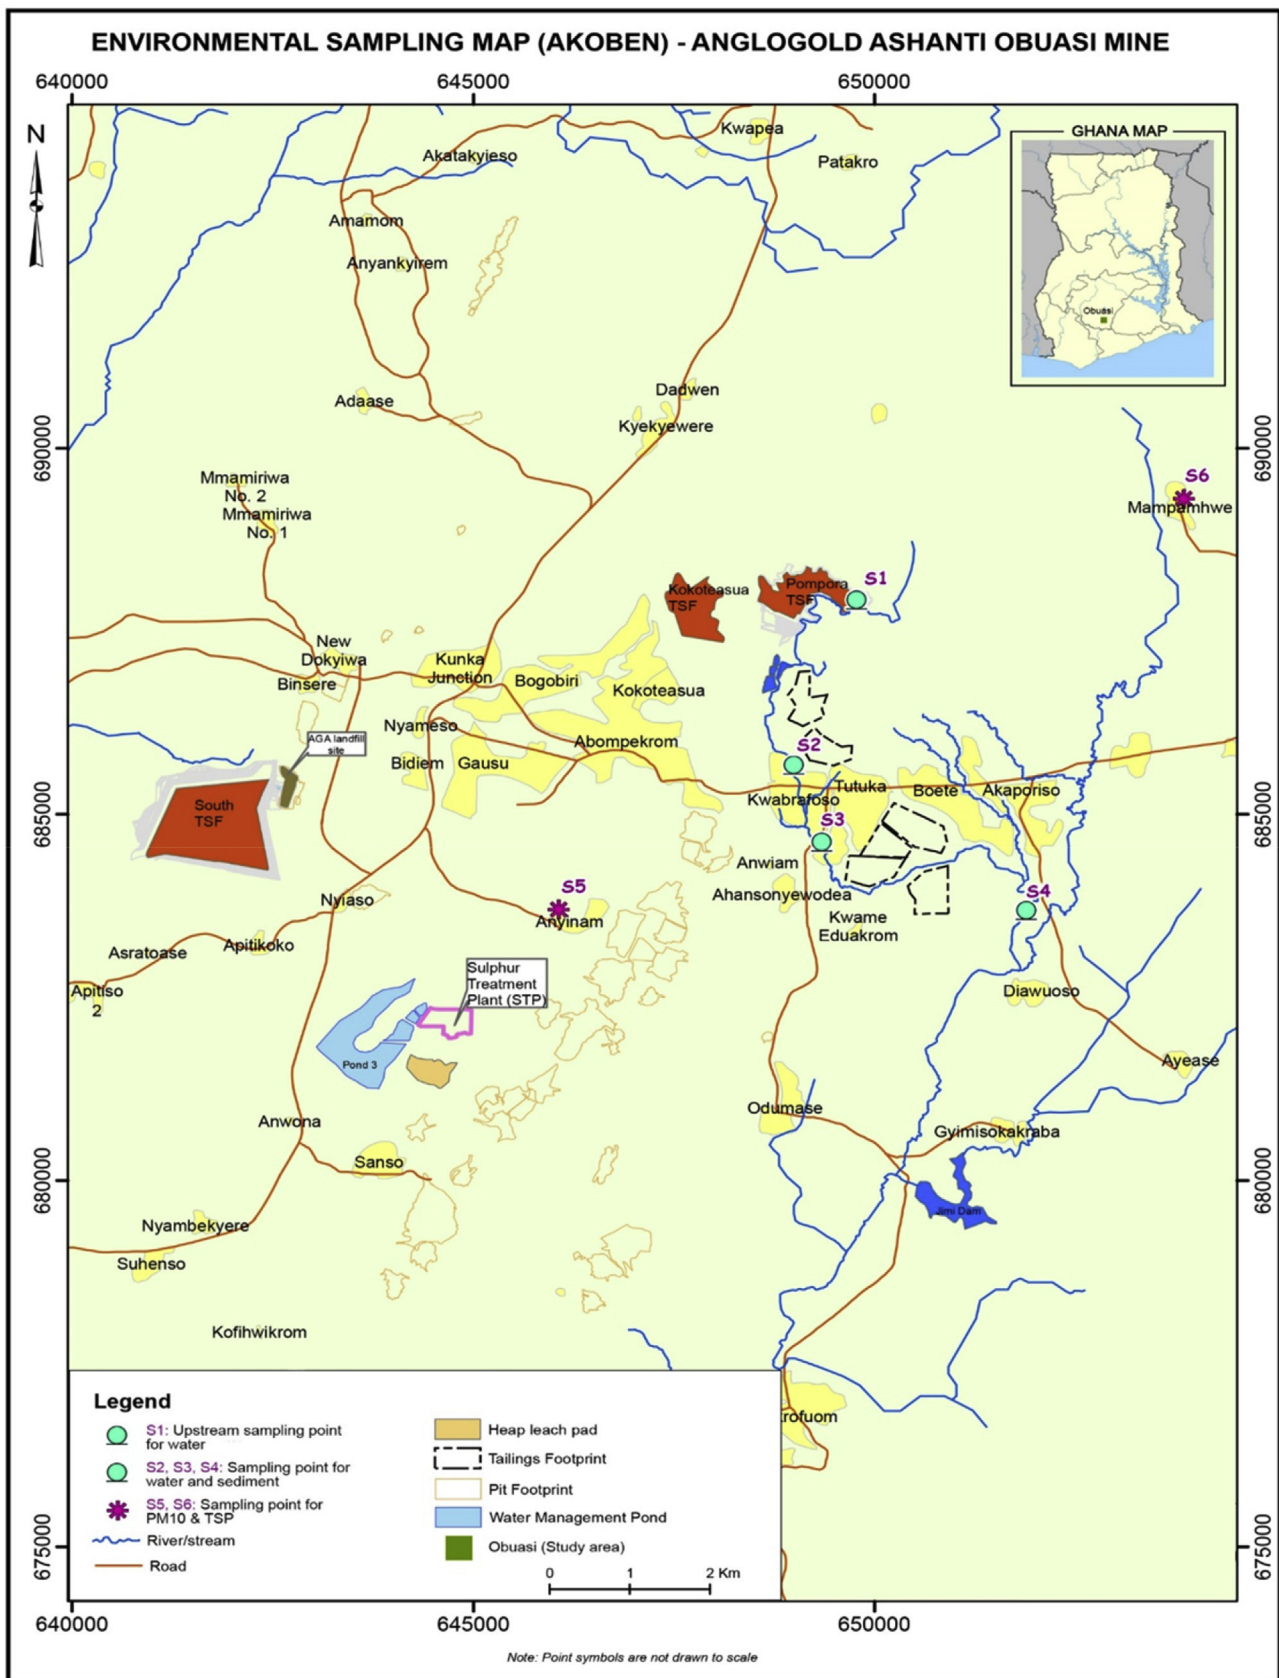 ENVIRONMENTAL SAMPLING MAP (AKOBEN) - ANGLOGOLD ASHANTI OBUASI MINE
640000
645000
650000
N
GHANA MAP
Obuasi
Kwapea
Akatakyieso
Patakro
Amamom
Anyankyirem
Dadwen
Adaase
Kyekyewere
690000
690000
Mmamiriwa
No. 2
Mmamiriwa
No. 1
S6
Mampamhwe
Kokoteasua
TSF
Pompora
TSF
S1
New
Dokyiwa
Binsere
Kunka
Junction
Bogobiri
Kokoteasua
Nyameso
Abompekrom
AGA landfill
site
Bidiem
Gausu
S2
Kwabrafoso
Tutuka
Boete
Akaporiso
South
TSF
685000
685000
S3
Anwiam
Ahansonyewodea
Kwame
Eduakrom
S4
Nyiaso
S5
Anyinam
Apitikoko
Asratoase
Apitiso
2
Sulphur
Treatment
Plant (STP)
Diawuoso
Pond 3
Ayease
Anwona
Odumase
Gyimisokakraba
Sanso
680000
680000
Jimi Dam
Nyambekyere
Suhenso
Kofihwikrom
rofuom
Legend
S1: Upstream sampling point
for water
S2, S3, S4: Sampling point for
water and sediment
S5, S6: Sampling point for
PM10 & TSP
River/stream
Road
Heap leach pad
Tailings Footprint
Pit Footprint
Water Management Pond
Obuasi (Study area)
0 1 2 Km
675000
675000
640000
645000
650000
Note: Point symbols are not drawn to scale